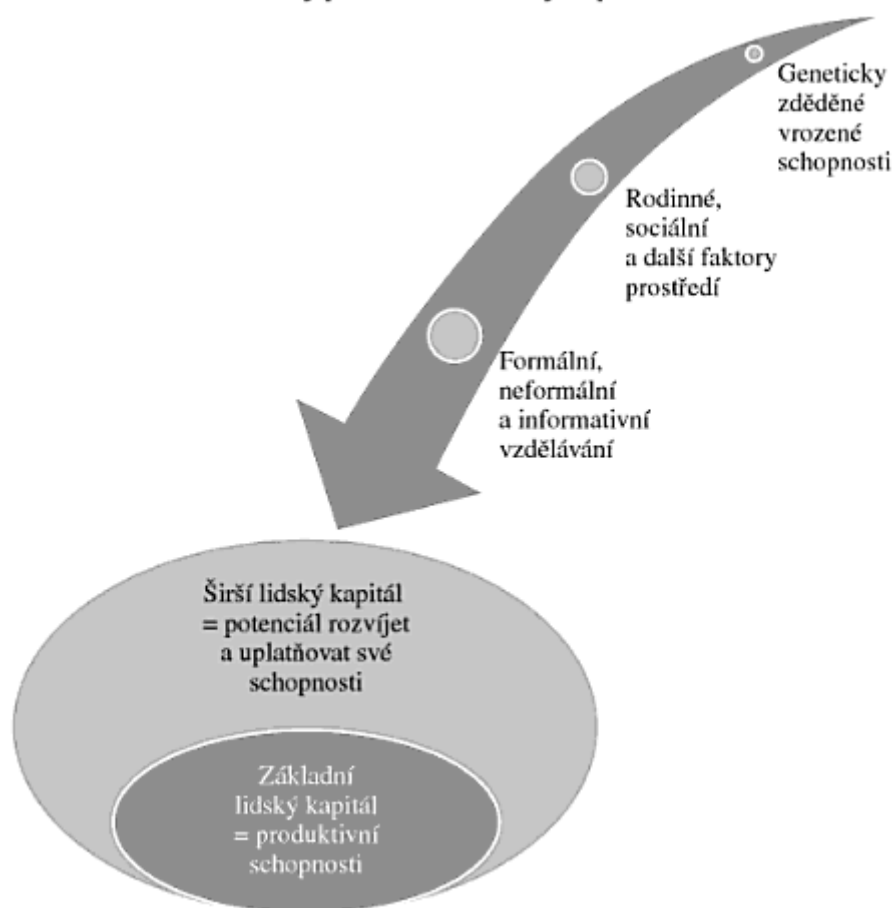 Geneticky
zděděné
vrozené
schopnosti
Rodinné,
sociální
a další faktory
prostředí
Formální,
neformální
a informativní
vzdělávání
Širší lidský kapitál
= potenciál rozvíjet
a uplatňovat své
schopnosti
Základní
lidský kapitál
= produktivní
schopnosti